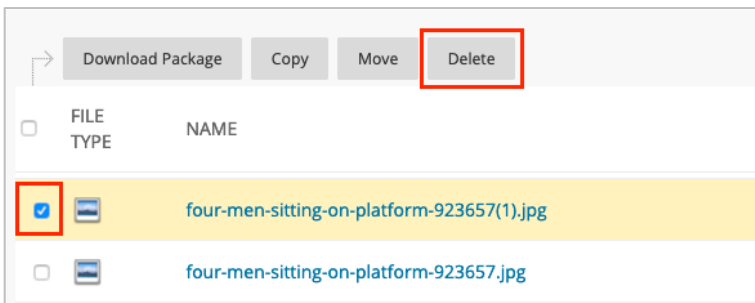 Download Package Copy Move Delete
FILE
TYPE
NAME
four-men-sitting-on-platform-923657(1).jpg
four-men-sitting-on-platform-923657.jpg